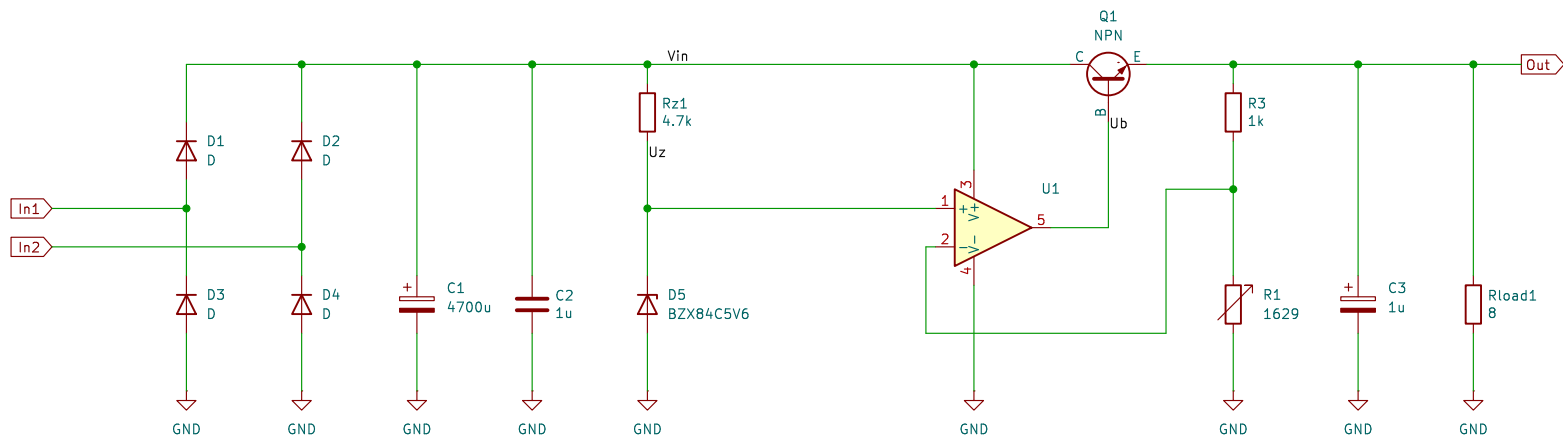 Q1
NPN
Vin
C
E
Out
B
Ub
Rz1
4.7k
R3
1k
Uz
D1
D
D2
D
In1
In2
U1
1
2
3
4
5
+
-
V+
V-
D3
D
D4
D
C1
4700u
+
C2
1u
D5
BZX84C5V6
R1
1629
C3
1u
+
Rload1
8
GND
GND
GND
GND
GND
GND
GND
GND
GND